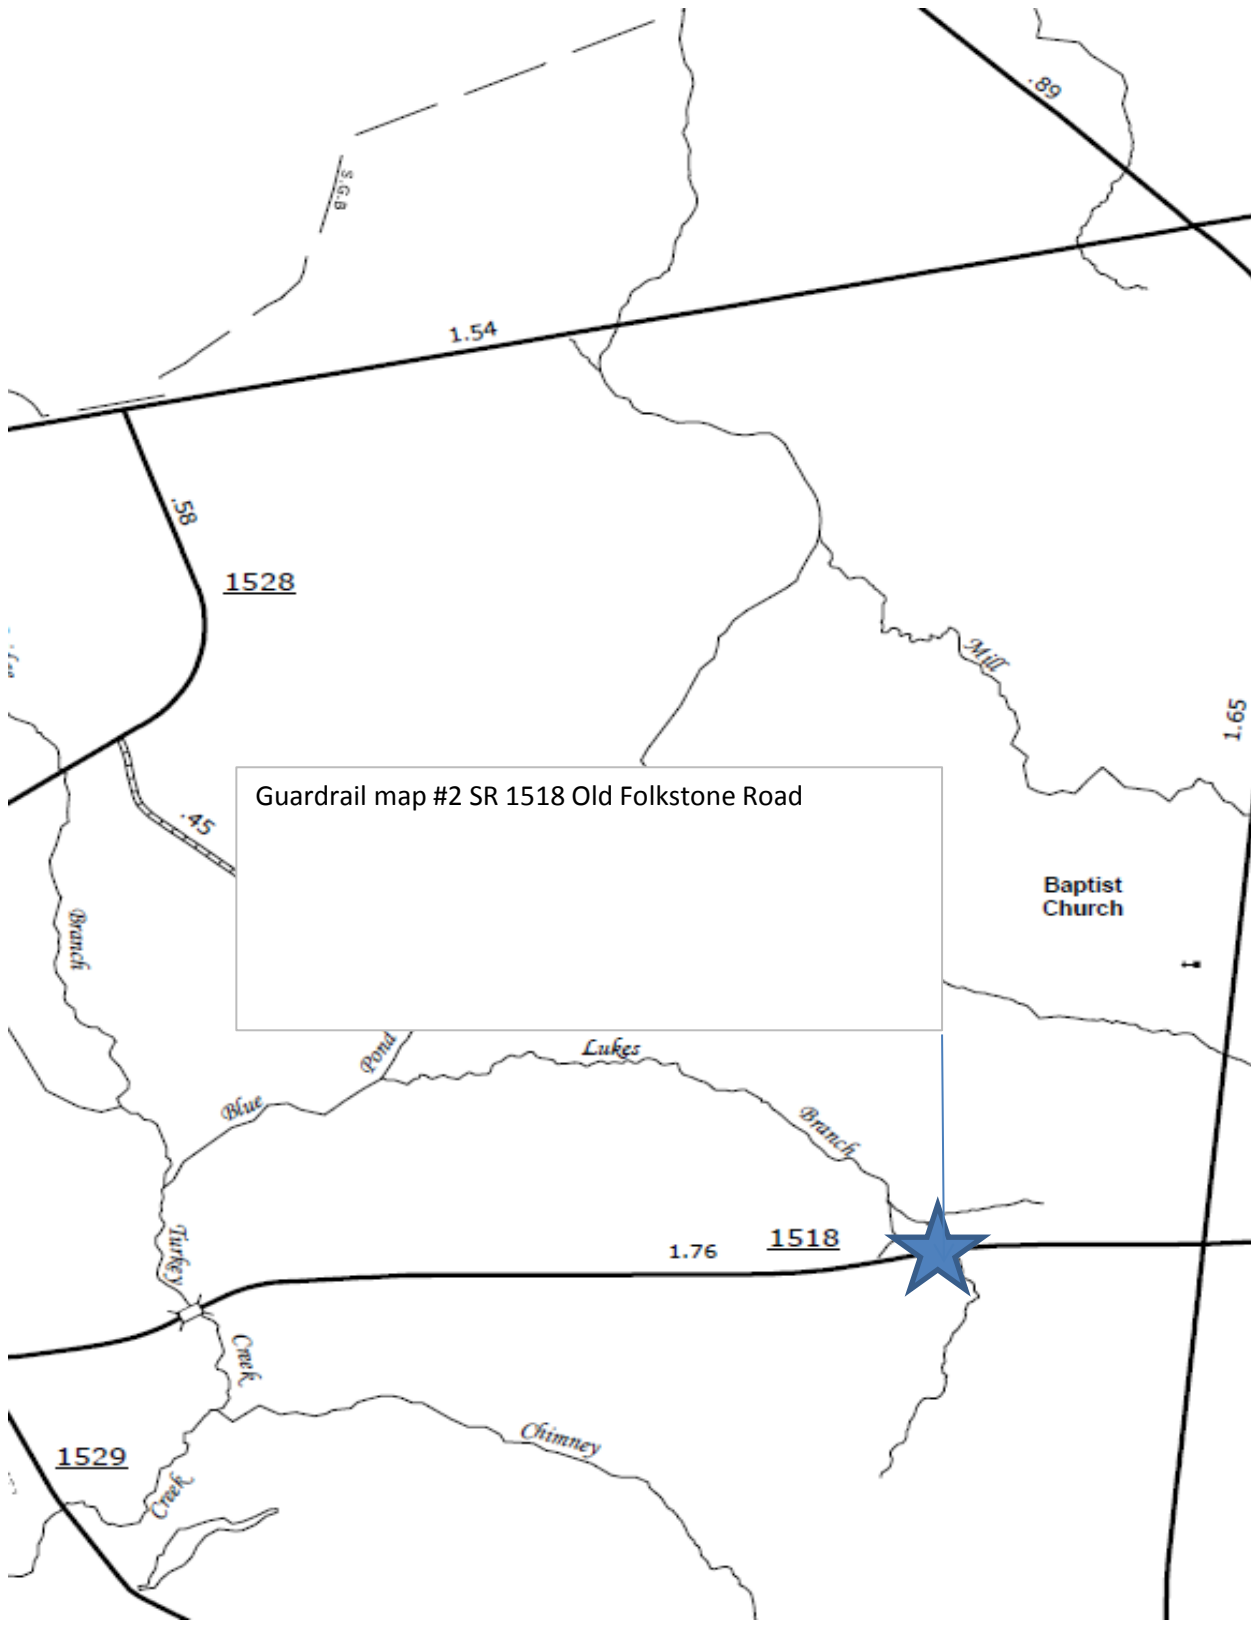 .89
S.G.B
1.54
.58
1528
Mill
1.65
Guardrail map #2 SR 1518 Old Folkstone Road
.45
Baptist
Church
Branch
Pond
Lukes
Blue
Branch
Turkey
1518
1.76
Creek
Chimney
1529
Creek